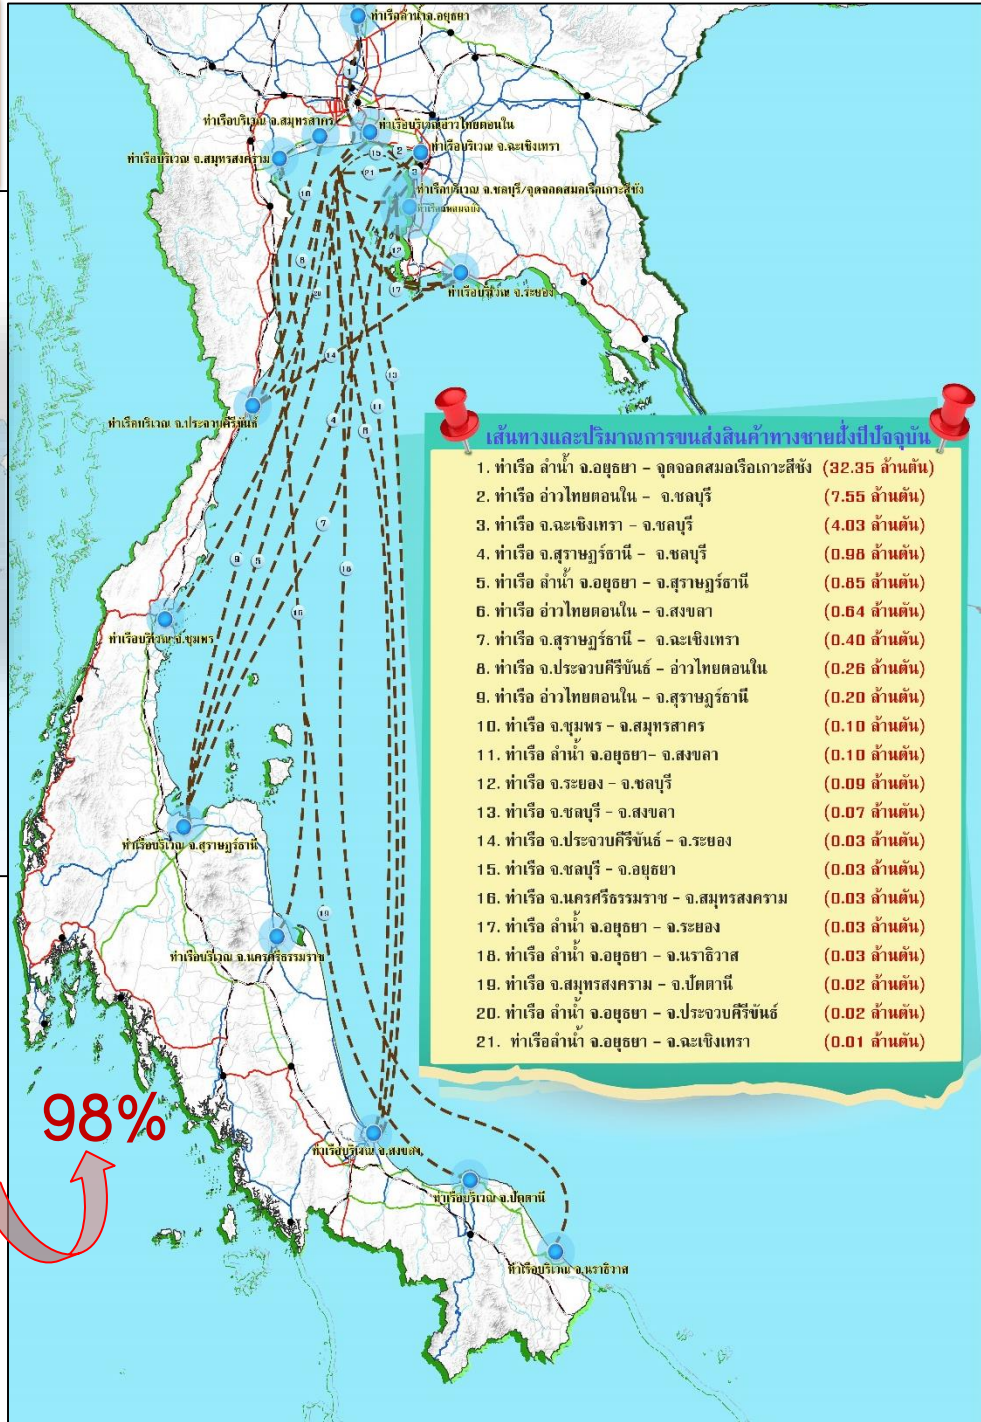 ท่าเรือลำน้ำจ.อยุธยา
1
ท่าเรือบริเวณ จ.สมุทรสาคร
ท่าเรือบริเวณอ่าวไทยตอนใน
ท่าเรือบริเวณ จ.สมุทรสงคราม
15
2
ท่าเรือบริเวณ จ.ฉะเชิงเทรา
21
3
ท่าเรือบริเวณ จ.ชลบุรี/จุดจอดสมอเรือเกาะสีชัง
ท่าเรือแหลมฉบัง
12
17
ท่าเรือบริเวณ จ.ระยอง
14
13
11
4
ท่าเรือบริเวณ จ.ประจวบคีรีขันธ์
เส้นทางและปริมาณการขนส่งสินค้าทางชายฝั่งปีปัจจุบัน
1. ท่าเรือ ลำน้ำ จ.อยุธยา - จุดจอดสมอเรือเกาะสีชัง (32.35 ล้านตัน)
2. ท่าเรือ อ่าวไทยตอนใน - จ.ชลบุรี (7.55 ล้านตัน)
3. ท่าเรือ จ.ฉะเชิงเทรา - จ.ชลบุรี (4.03 ล้านตัน)
4. ท่าเรือ จ.สุราษฎร์ธานี - จ.ชลบุรี (0.98 ล้านตัน)
5. ท่าเรือ ลำน้ำ จ.อยุธยา - จ.สุราษฎร์ธานี (0.85 ล้านตัน)
6. ท่าเรือ อ่าวไทยตอนใน - จ.สงขลา (0.64 ล้านตัน)
7. ท่าเรือ จ.สุราษฎร์ธานี - จ.ฉะเชิงเทรา (0.40 ล้านตัน)
8. ท่าเรือ จ.ประจวบคีรีขันธ์ - อ่าวไทยตอนใน (0.26 ล้านตัน)
9. ท่าเรือ อ่าวไทยตอนใน - จ.สุราษฎร์ธานี (0.20 ล้านตัน)
10. ท่าเรือ จ.ชุมพร - จ.สมุทรสาคร (0.10 ล้านตัน)
11. ท่าเรือ ลำน้ำ จ.อยุธยา- จ.สงขลา (0.10 ล้านตัน)
12. ท่าเรือ จ.ระยอง - จ.ชลบุรี (0.09 ล้านตัน)
13. ท่าเรือ จ.ชลบุรี - จ.สงขลา (0.07 ล้านตัน)
14. ท่าเรือ จ.ประจวบคีรีขันธ์ - จ.ระยอง (0.03 ล้านตัน)
15. ท่าเรือ จ.ชลบุรี - จ.อยุธยา (0.03 ล้านตัน)
16. ท่าเรือ จ.นครศรีธรรมราช - จ.สมุทรสงคราม (0.03 ล้านตัน)
17. ท่าเรือ ลำน้ำ จ.อยุธยา - จ.ระยอง (0.03 ล้านตัน)
18. ท่าเรือ ลำน้ำ จ.อยุธยา - จ.นราธิวาส (0.03 ล้านตัน)
19. ท่าเรือ จ.สมุทรสงคราม - จ.ปัตตานี (0.02 ล้านตัน)
20. ท่าเรือ ลำน้ำ จ.อยุธยา - จ.ประจวบคีรีขันธ์ (0.02 ล้านตัน)
21. ท่าเรือลำน้ำ จ.อยุธยา - จ.ฉะเชิงเทรา (0.01 ล้านตัน)
7
9
5
18
16
ท่าเรือบริเวณ จ.ชุมพร
ท่าเรือบริเวณ จ.สุราษฎร์ธานี
19
ท่าเรือบริเวณ จ.นครศรีธรรมราช
98%
ท่าเรือบริเวณ จ.สงขลา
ท่าเรือบริเวณ จ.ปัตตานี
ท่าเรือบริเวณ จ.นราธิวาส